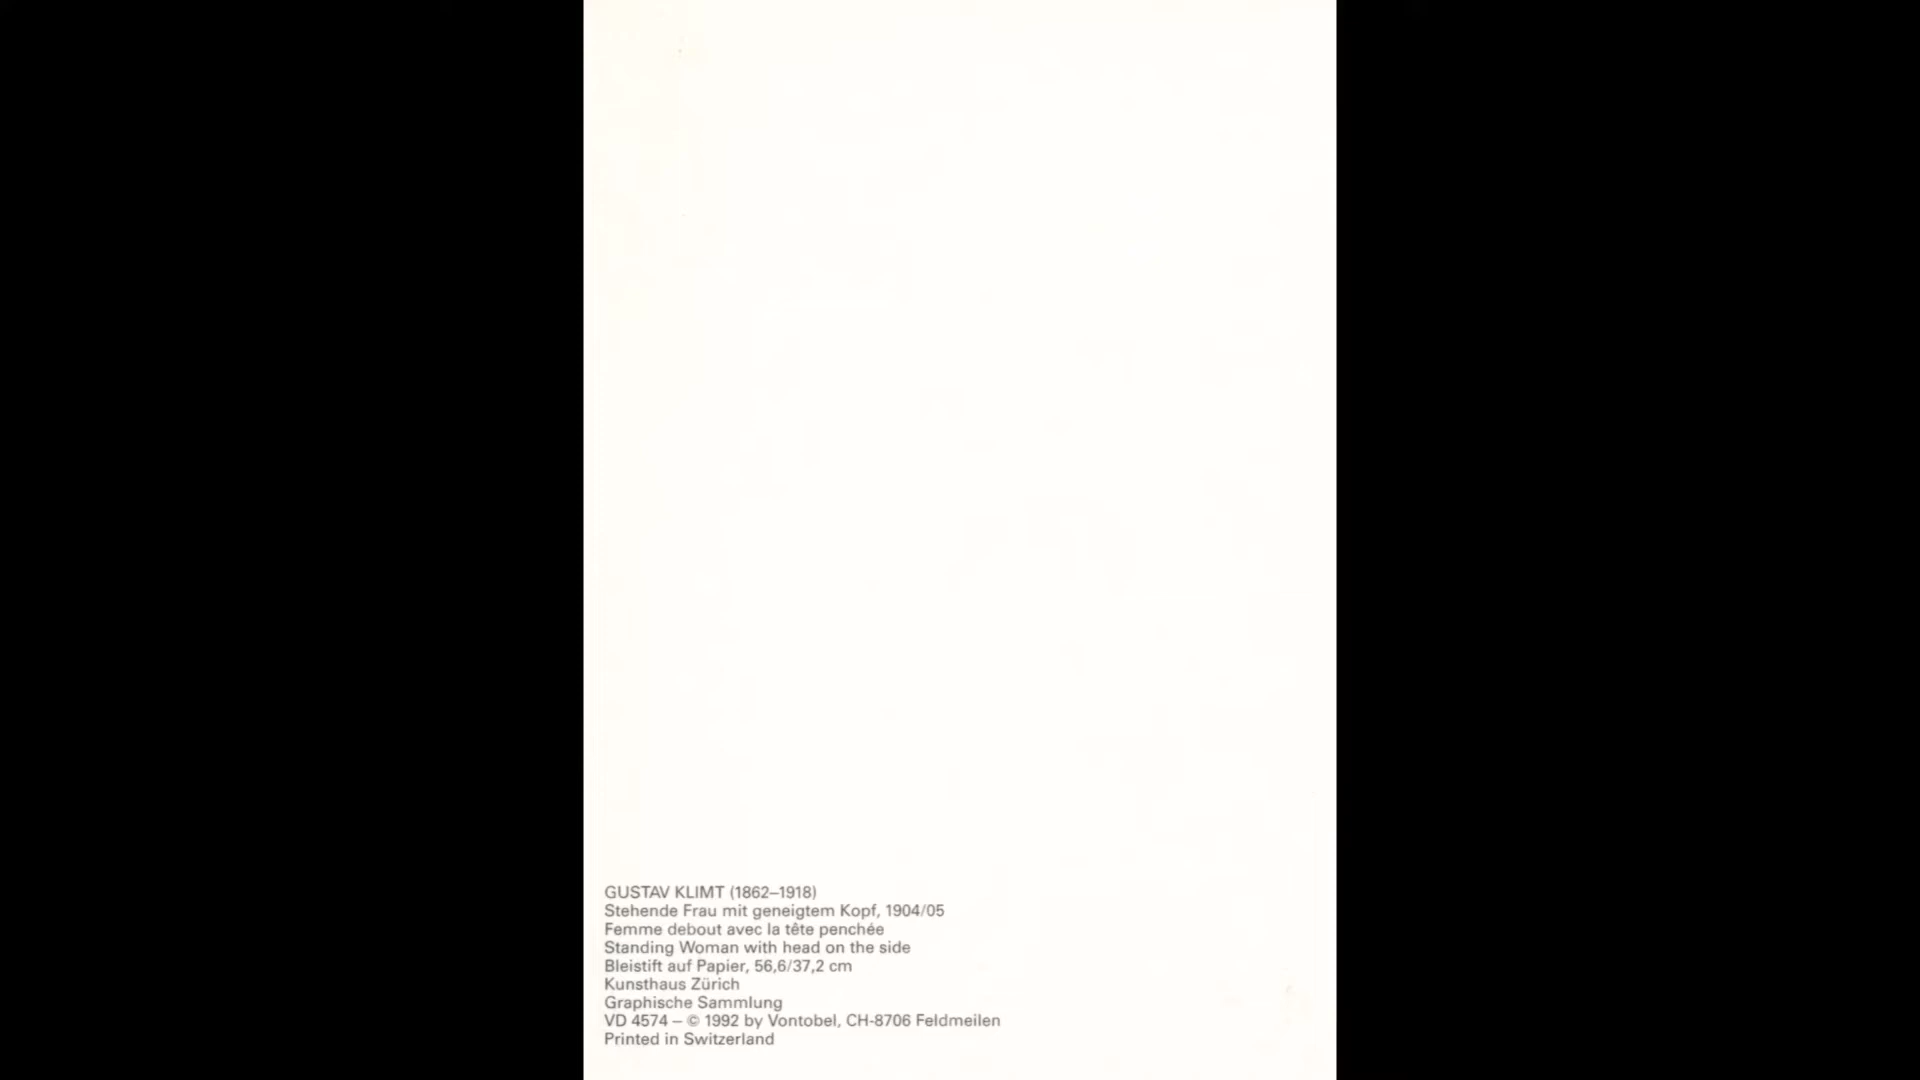 GUSTAV KLIMT (1862–1918)
Stehende Frau mit geneigtem Kopf, 1904/05
Femme debout avec la tête penchée
Standing Woman with head on the side
Bleistift auf Papier, 56,6/37,2 cm
Kunsthaus Zürich
Graphische Sammlung
VD 4574 – © 1992 by Vontobel, CH-8706 Feldmeilen
Printed in Switzerland